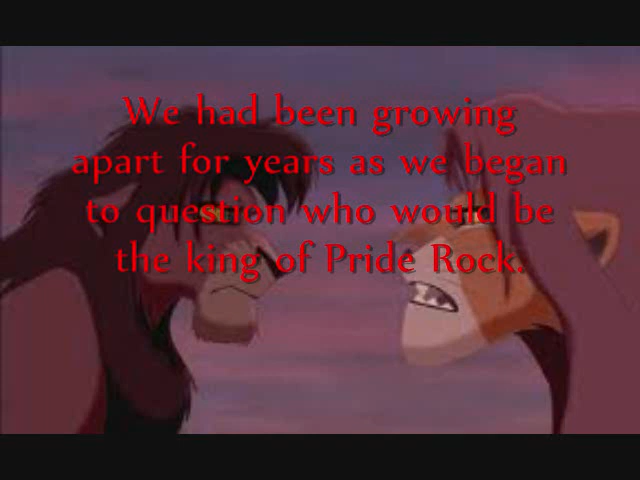 We had been growing
apart for years as we began
to question who would be
the king of Pride Rock.